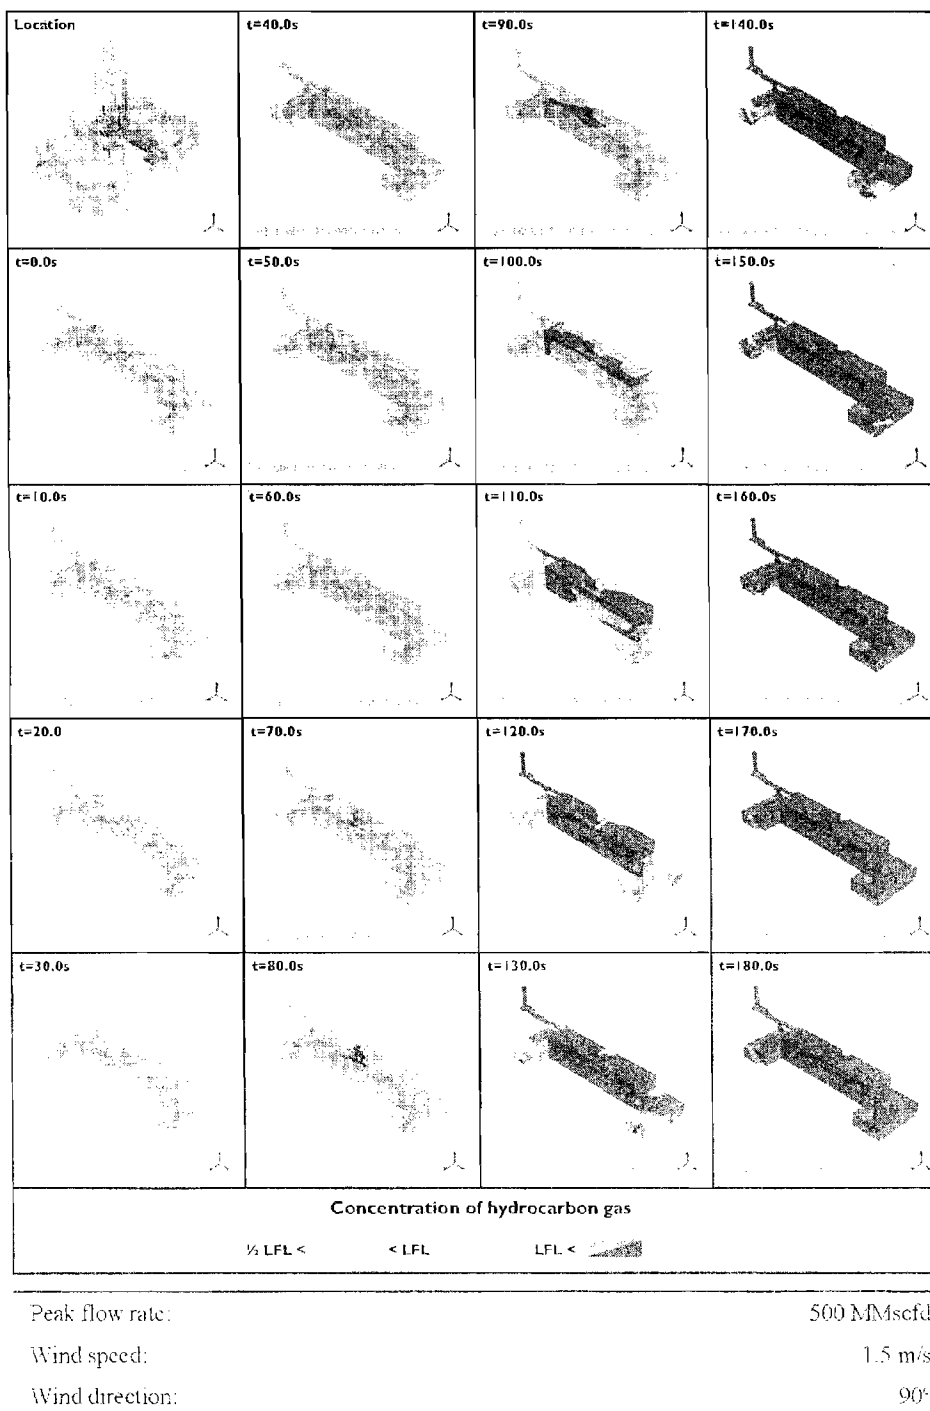 Location t=40.0s t=90.0s t=140.0s
t=0.0s t=50.0s t=100.0s t=150.0s
t=10.0s t=60.0s t=110.0s t=160.0s
t=20.0 t=70.0s t=120.0s t=170.0s
t=30.0s t=80.0s t=130.0s t=180.0s
Concentration of hydrocarbon gas
½ LFL < < LFL LFL <
Peak flow rate: 500 MMscfd
Wind speed: 1.5 m/s
Wind direction: 90°